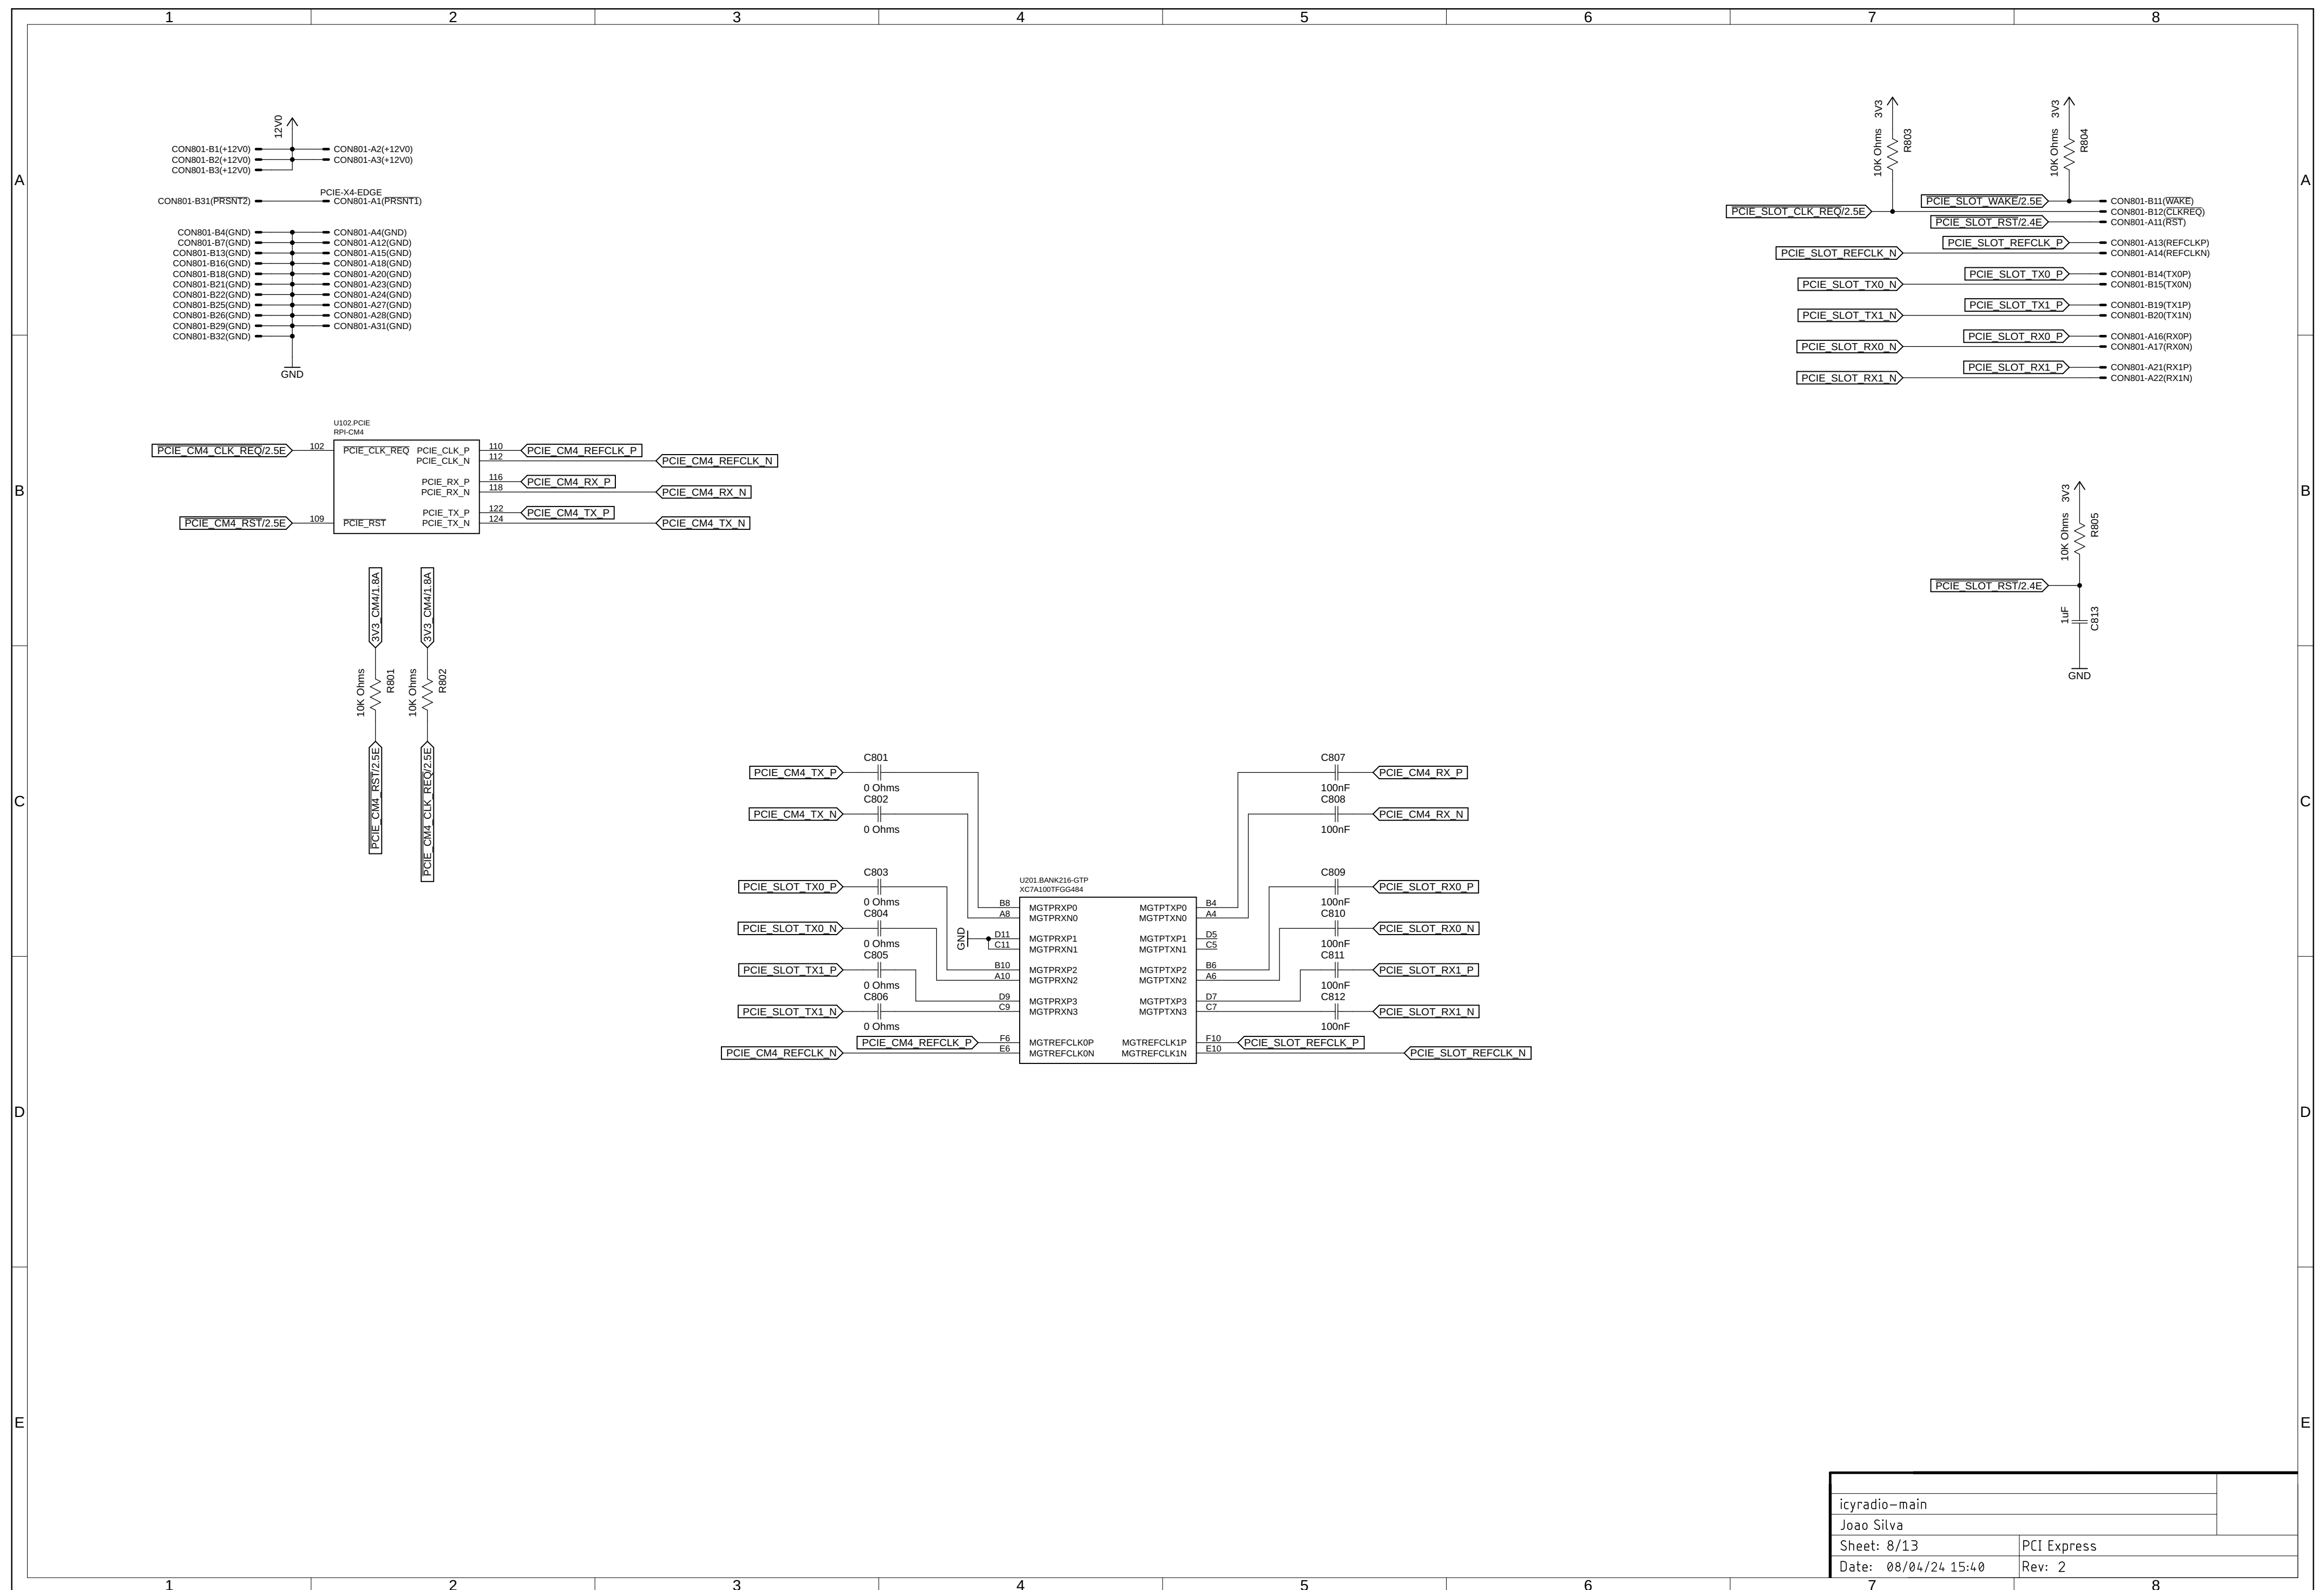 1 2 3 4 5 6 7 8
A
B
C
D
E
A
B
C
D
E
12V0
CON801-B1(+12V0) CON801-A2(+12V0)
CON801-B2(+12V0) CON801-A3(+12V0)
CON801-B3(+12V0)
PCIE-X4-EDGE
CON801-B31(PRSNT2) CON801-A1(PRSNT1)
CON801-B4(GND) CON801-A4(GND)
CON801-B7(GND) CON801-A12(GND)
CON801-B13(GND) CON801-A15(GND)
CON801-B16(GND) CON801-A18(GND)
CON801-B18(GND) CON801-A20(GND)
CON801-B21(GND) CON801-A23(GND)
CON801-B22(GND) CON801-A24(GND)
CON801-B25(GND) CON801-A27(GND)
CON801-B26(GND) CON801-A28(GND)
CON801-B29(GND) CON801-A31(GND)
CON801-B32(GND)
GND
3V3
10K Ohms
R803
3V3
10K Ohms
R804
PCIE_SLOT_WAKE/2.5E CON801-B11(WAKE)
PCIE_SLOT_CLK_REQ/2.5E CON801-B12(CLKREQ)
PCIE_SLOT_RST/2.4E CON801-A11(RST)
PCIE_SLOT_REFCLK_P CON801-A13(REFCLKP)
PCIE_SLOT_REFCLK_N CON801-A14(REFCLKN)
PCIE_SLOT_TX0_P CON801-B14(TX0P)
PCIE_SLOT_TX0_N CON801-B15(TX0N)
PCIE_SLOT_TX1_P CON801-B19(TX1P)
PCIE_SLOT_TX1_N CON801-B20(TX1N)
PCIE_SLOT_RX0_P CON801-A16(RX0P)
PCIE_SLOT_RX0_N CON801-A17(RX0N)
PCIE_SLOT_RX1_P CON801-A21(RX1P)
PCIE_SLOT_RX1_N CON801-A22(RX1N)
U102.PCIE
RPI-CM4
PCIE_CM4_CLK_REQ/2.5E 102 PCIE_CLK_REQ PCIE_CLK_P 110 PCIE_CM4_REFCLK_P
PCIE_CLK_N 112 PCIE_CM4_REFCLK_N
PCIE_RX_P 116 PCIE_CM4_RX_P
PCIE_RX_N 118 PCIE_CM4_RX_N
PCIE_TX_P 122 PCIE_CM4_TX_P
PCIE_CM4_RST/2.5E 109 PCIE_RST PCIE_TX_N 124 PCIE_CM4_TX_N
3V3
10K Ohms
R805
PCIE_SLOT_RST/2.4E
1uF
C813
GND
3V3_CM4/1.8A
10K Ohms
R801
PCIE_CM4_RST/2.5E
3V3_CM4/1.8A
10K Ohms
R802
PCIE_CM4_CLK_REQ/2.5E
C801 C807
PCIE_CM4_TX_P PCIE_CM4_RX_P
0 Ohms 100nF
C802 C808
PCIE_CM4_TX_N PCIE_CM4_RX_N
0 Ohms 100nF
C803 C809
PCIE_SLOT_TX0_P PCIE_SLOT_RX0_P
0 Ohms 100nF
C804 C810
PCIE_SLOT_TX0_N PCIE_SLOT_RX0_N
0 Ohms 100nF
C805 C811
PCIE_SLOT_TX1_P PCIE_SLOT_RX1_P
0 Ohms 100nF
C806 C812
PCIE_SLOT_TX1_N PCIE_SLOT_RX1_N
0 Ohms 100nF
U201.BANK216-GTP
XC7A100TFGG484
B8 MGTPRXP0 MGTPTXP0 B4
A8 MGTPRXN0 MGTPTXN0 A4
GND
D11 MGTPRXP1 MGTPTXP1 D5
C11 MGTPRXN1 MGTPTXN1 C5
B10 MGTPRXP2 MGTPTXP2 B6
A10 MGTPRXN2 MGTPTXN2 A6
D9 MGTPRXP3 MGTPTXP3 D7
C9 MGTPRXN3 MGTPTXN3 C7
PCIE_CM4_REFCLK_P F6 MGTREFCLK0P MGTREFCLK1P F10 PCIE_SLOT_REFCLK_P
PCIE_CM4_REFCLK_N E6 MGTREFCLK0N MGTREFCLK1N E10 PCIE_SLOT_REFCLK_N
icyradio-main
Joao Silva
Sheet: 8/13 PCI Express
Date: 08/04/24 15:40 Rev: 2
1 2 3 4 5 6 7 8